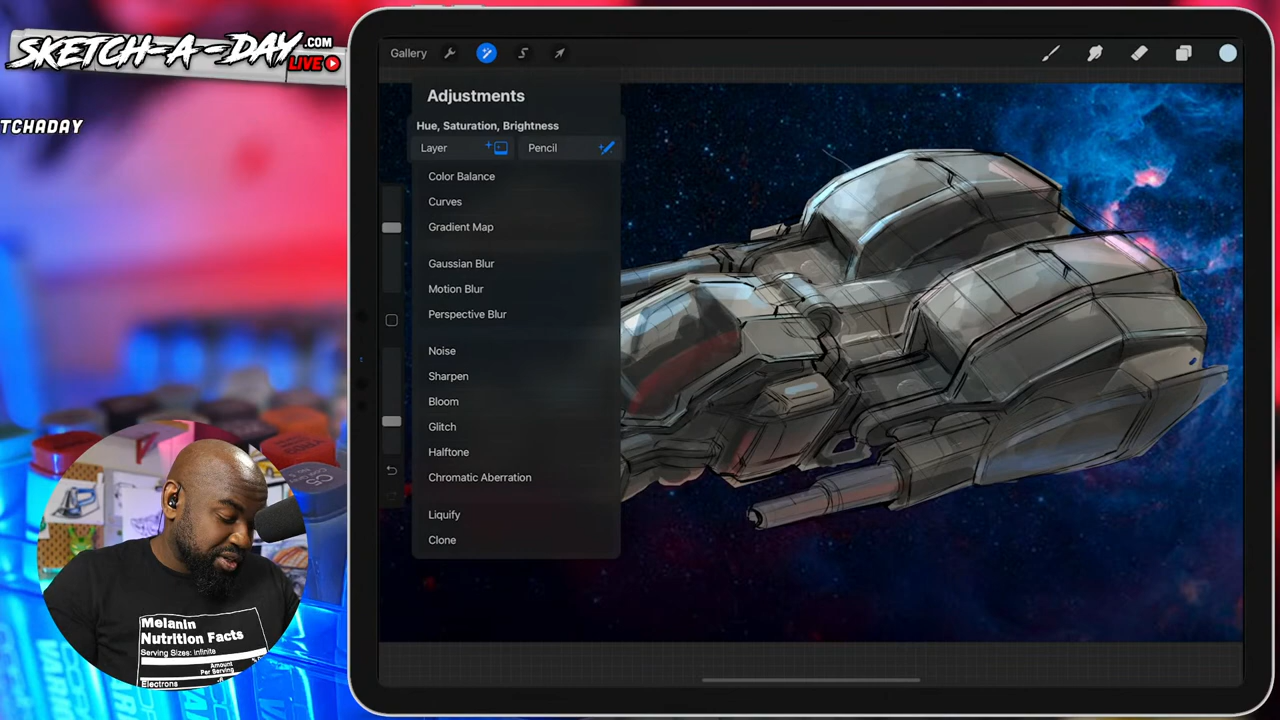 SKETCH-A-DAY.COM
LIVE
TCHADAY
Gallery
Adjustments
Hue, Saturation, Brightness
Layer
Pencil
Color Balance
Curves
Gradient Map
Gaussian Blur
Motion Blur
Perspective Blur
Noise
Sharpen
Bloom
Glitch
Halftone
Chromatic Aberration
Liquify
Clone
Melanin
Nutrition Facts
Serving Sizes: infinite
Amount
Per Serving
Electrons